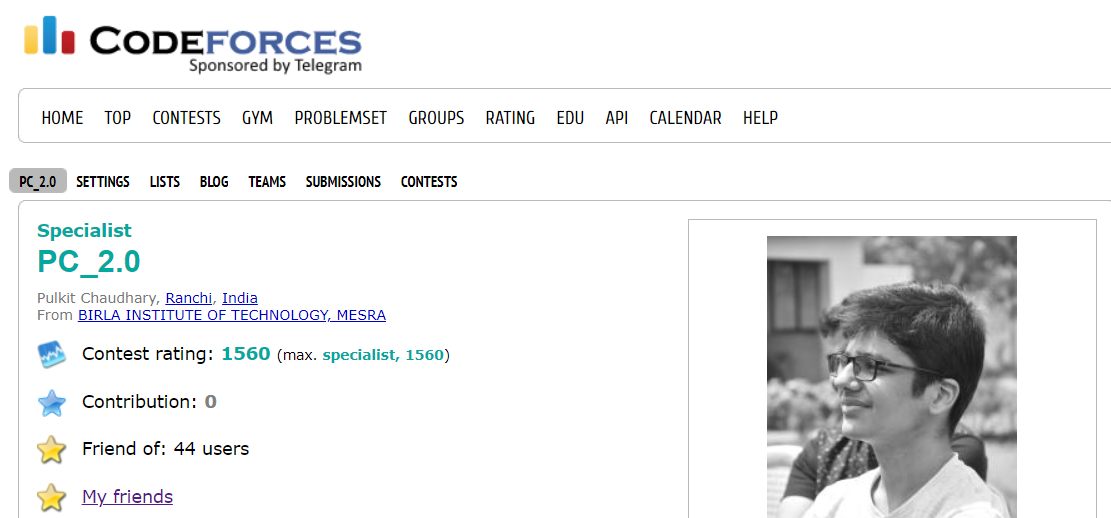 CODEFORCES
Sponsored by Telegram
HOME TOP CONTESTS GYM PROBLEMSET GROUPS RATING EDU API CALENDAR HELP
PC_2.0 SETTINGS LISTS BLOG TEAMS SUBMISSIONS CONTESTS
Specialist
PC_2.0
Pulkit Chaudhary, Ranchi, India
From BIRLA INSTITUTE OF TECHNOLOGY, MESRA
Contest rating: 1560 (max. specialist, 1560)
Contribution: 0
Friend of: 44 users
My friends